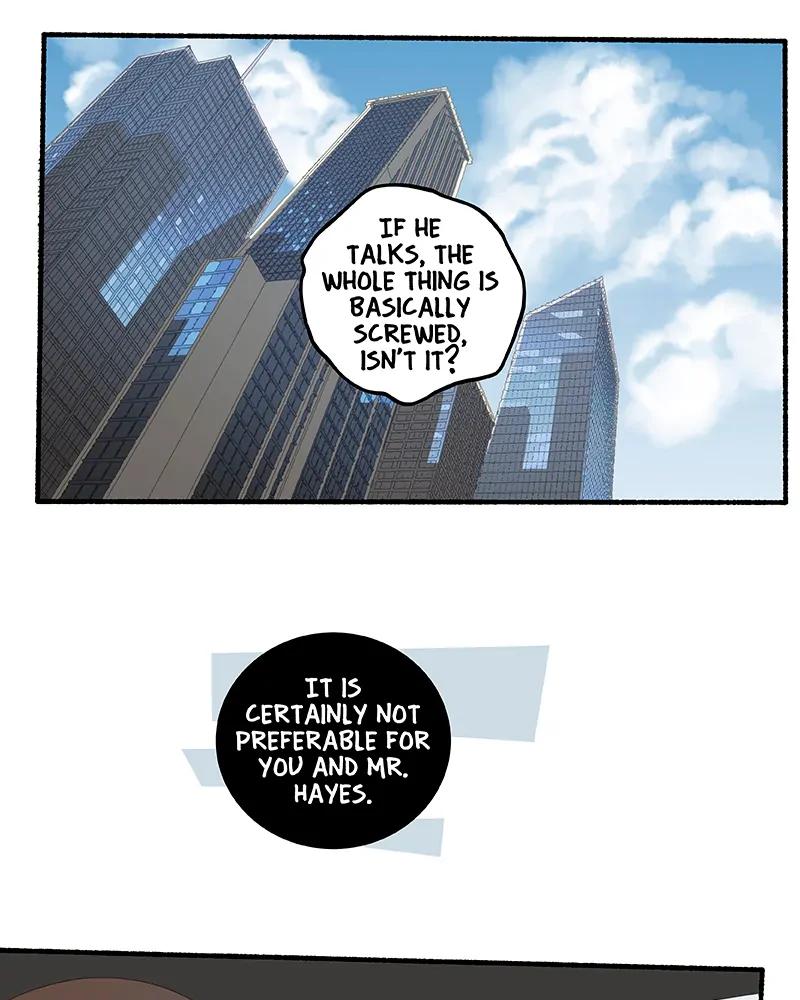 IF HE
TALKS, THE
WHOLE THING IS
BASICALLY
SCREWED,
ISN'T IT?
IT IS
CERTAINLY NOT
PREFERABLE FOR
YOU AND MR.
HAYES.